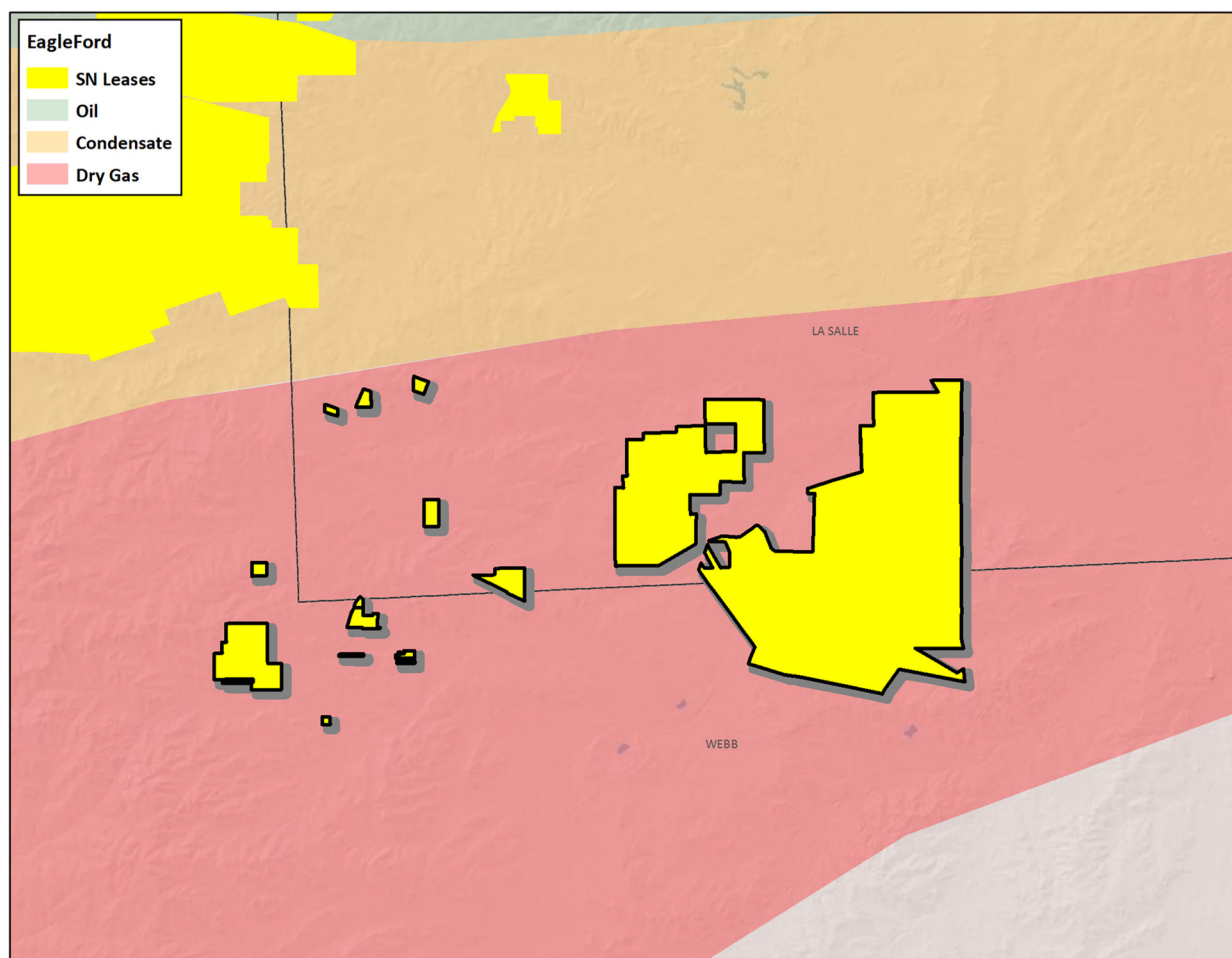 EagleFord
SN Leases
Oil
Condensate
Dry Gas
LA SALLE
WEBB